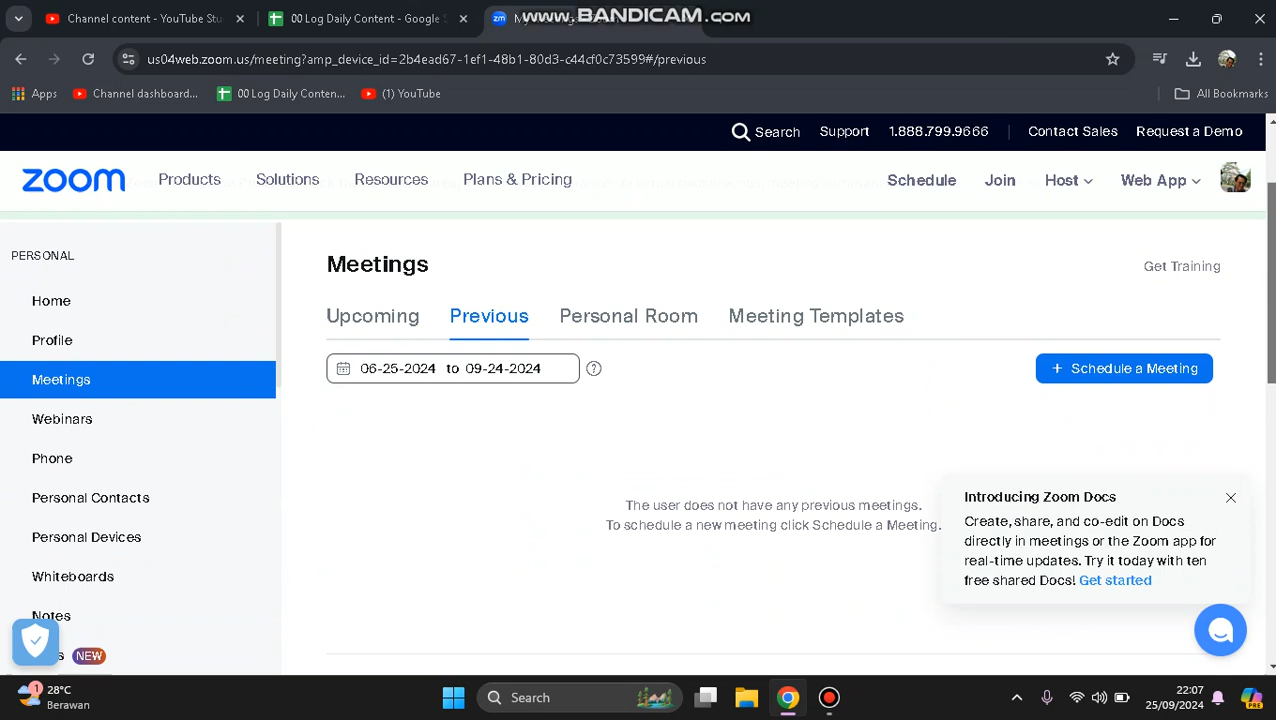 Channel content - YouTube Stu
00 Log Daily Content - Google S
zm
www.BANDICAM.com
us04web.zoom.us/meeting?amp_device_id=2b4ead67-1ef1-48b1-80d3-c44cf0c73599#/previous
Apps
Channel dashboard...
00 Log Daily Conten...
(1) YouTube
All Bookmarks
Search
Support
1.888.799.9666
Contact Sales
Request a Demo
zoom
Products
Solutions
Resources
Plans & Pricing
Schedule
Join
Host
Web App
PERSONAL
Home
Profile
Meetings
Webinars
Phone
Personal Contacts
Personal Devices
Whiteboards
Notes
NEW
Meetings
Get Training
Upcoming
Previous
Personal Room
Meeting Templates
06-25-2024 to 09-24-2024
?
+ Schedule a Meeting
The user does not have any previous meetings.
To schedule a new meeting click Schedule a Meeting.
Introducing Zoom Docs
Create, share, and co-edit on Docs
directly in meetings or the Zoom app for
real-time updates. Try it today with ten
free shared Docs! Get started
1
28°C
Berawan
Search
PRE
22:07
25/09/2024